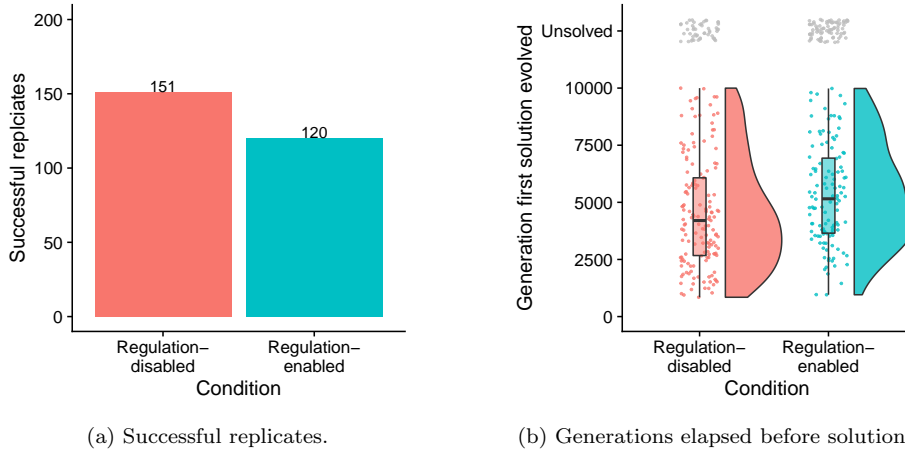 200
150
100
50
0
Successful replciates
151
120
Regulation−
disabled
Regulation−
enabled
Condition
(a) Successful replicates.
Unsolved
10000
7500
5000
2500
0
Generation first solution evolved
Regulation−
disabled
Regulation−
enabled
Condition
(b) Generations elapsed before solution